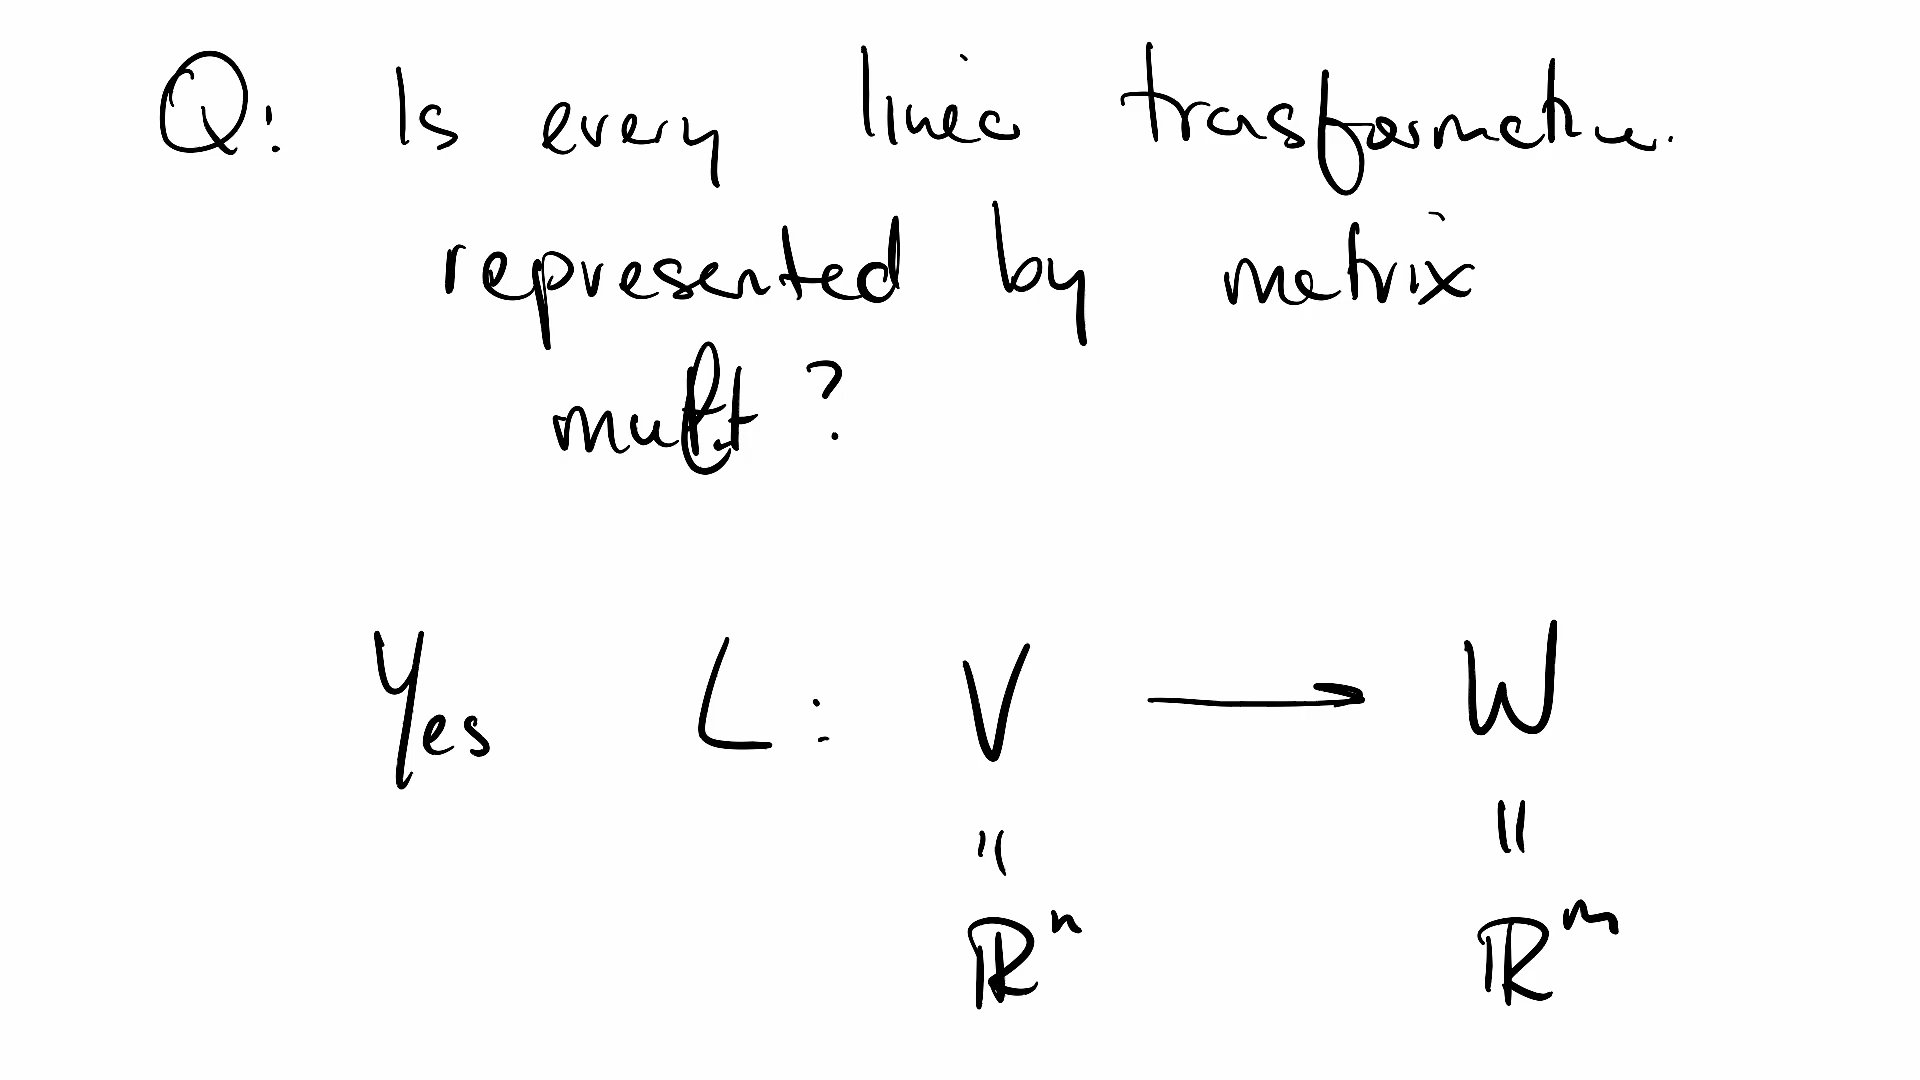 Q: Is every linear transformation
represented by matrix
mult?
Yes L: V → W
= =
ℝⁿ ℝᵐ